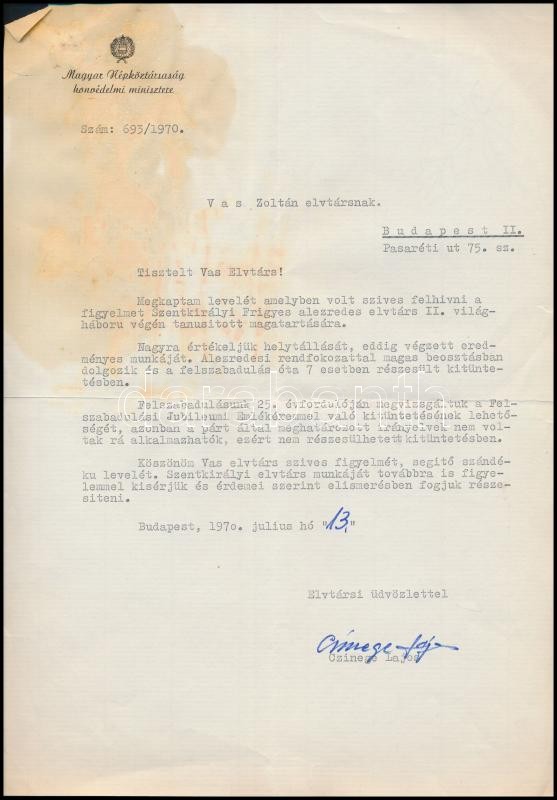 Magyar Népköztársaság
honvédelmi minisztere
Szám: 693/1970.
V a s Zoltán elvtársnak.
B u d a p e s t  II.
Pasaréti ut 75. sz.
Tisztelt Vas Elvtárs!
Megkaptam levelét amelyben volt szives felhivni a
figyelmet Szentkirályi Frigyes alezredes elvtárs II. világ-
háboru végén tanusitott magatartására.
Nagyra értékeljük helytállását, eddig végzett ered-
ményes munkáját. Alezredesi rendfokozattal magas beosztásban
dolgozik és a felszabadulás óta 7 esetben részesült kitünte-
tésben.
Felszabadulásunk 25. évfordulóján megvizsgáltuk a Fel-
szabadulási Jubileumi Emlékéremmel való kitüntetésének lehető-
ségét, azonban a párt által meghatározott irányelvek nem vol-
tak rá alkalmazhatók, ezért nem részesülhetett kitüntetésben.
Köszönöm Vas elvtárs szives figyelmét, segitő szándé-
ku levelét. Szentkirályi elvtárs munkáját továbbra is figye-
lemmel kisérjük és érdemei szerint elismerésben fogjuk része-
siteni.
Budapest, 1970. julius hó "13."
Elvtársi üdvözlettel
Czinege Lajos
Czinege Lajos
darabanth